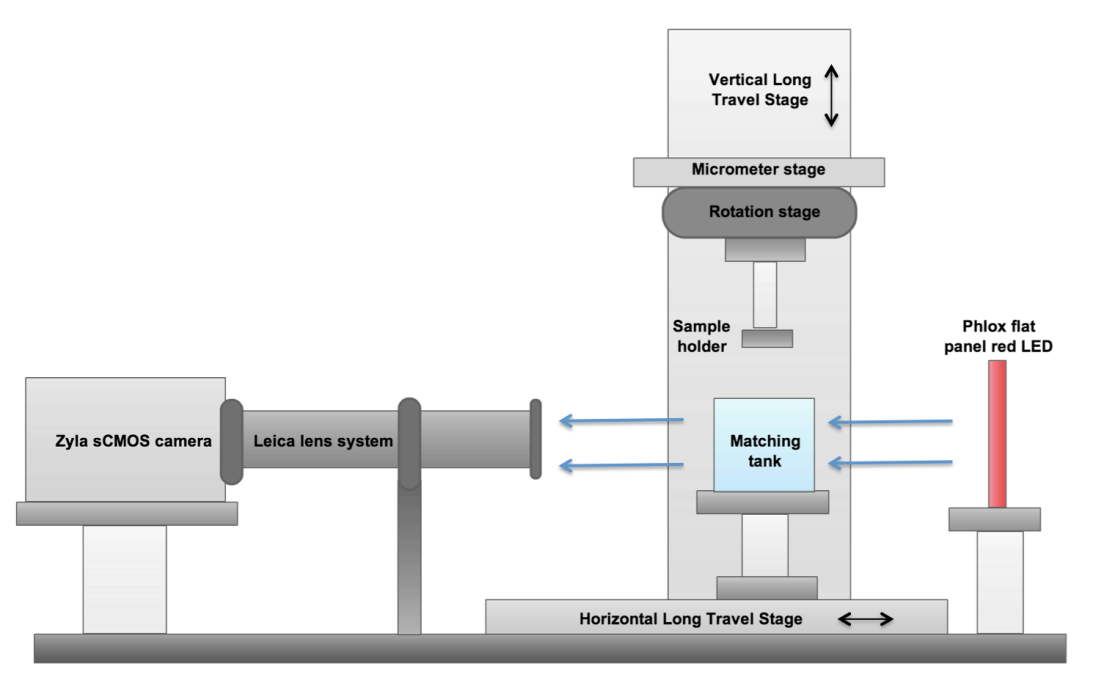 Vertical Long
Travel Stage
Micrometer stage
Rotation stage
Sample
holder
Phlox flat
panel red LED
Zyla sCMOS camera
Leica lens system
Matching
tank
Horizontal Long Travel Stage